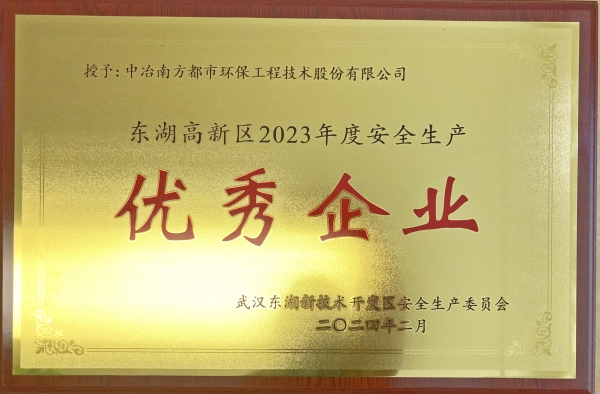 授予：中冶南方都市环保工程技术股份有限公司
东湖高新区2023年度安全生产
优秀企业
武汉东湖新技术开发区安全生产委员会
二〇二四年二月